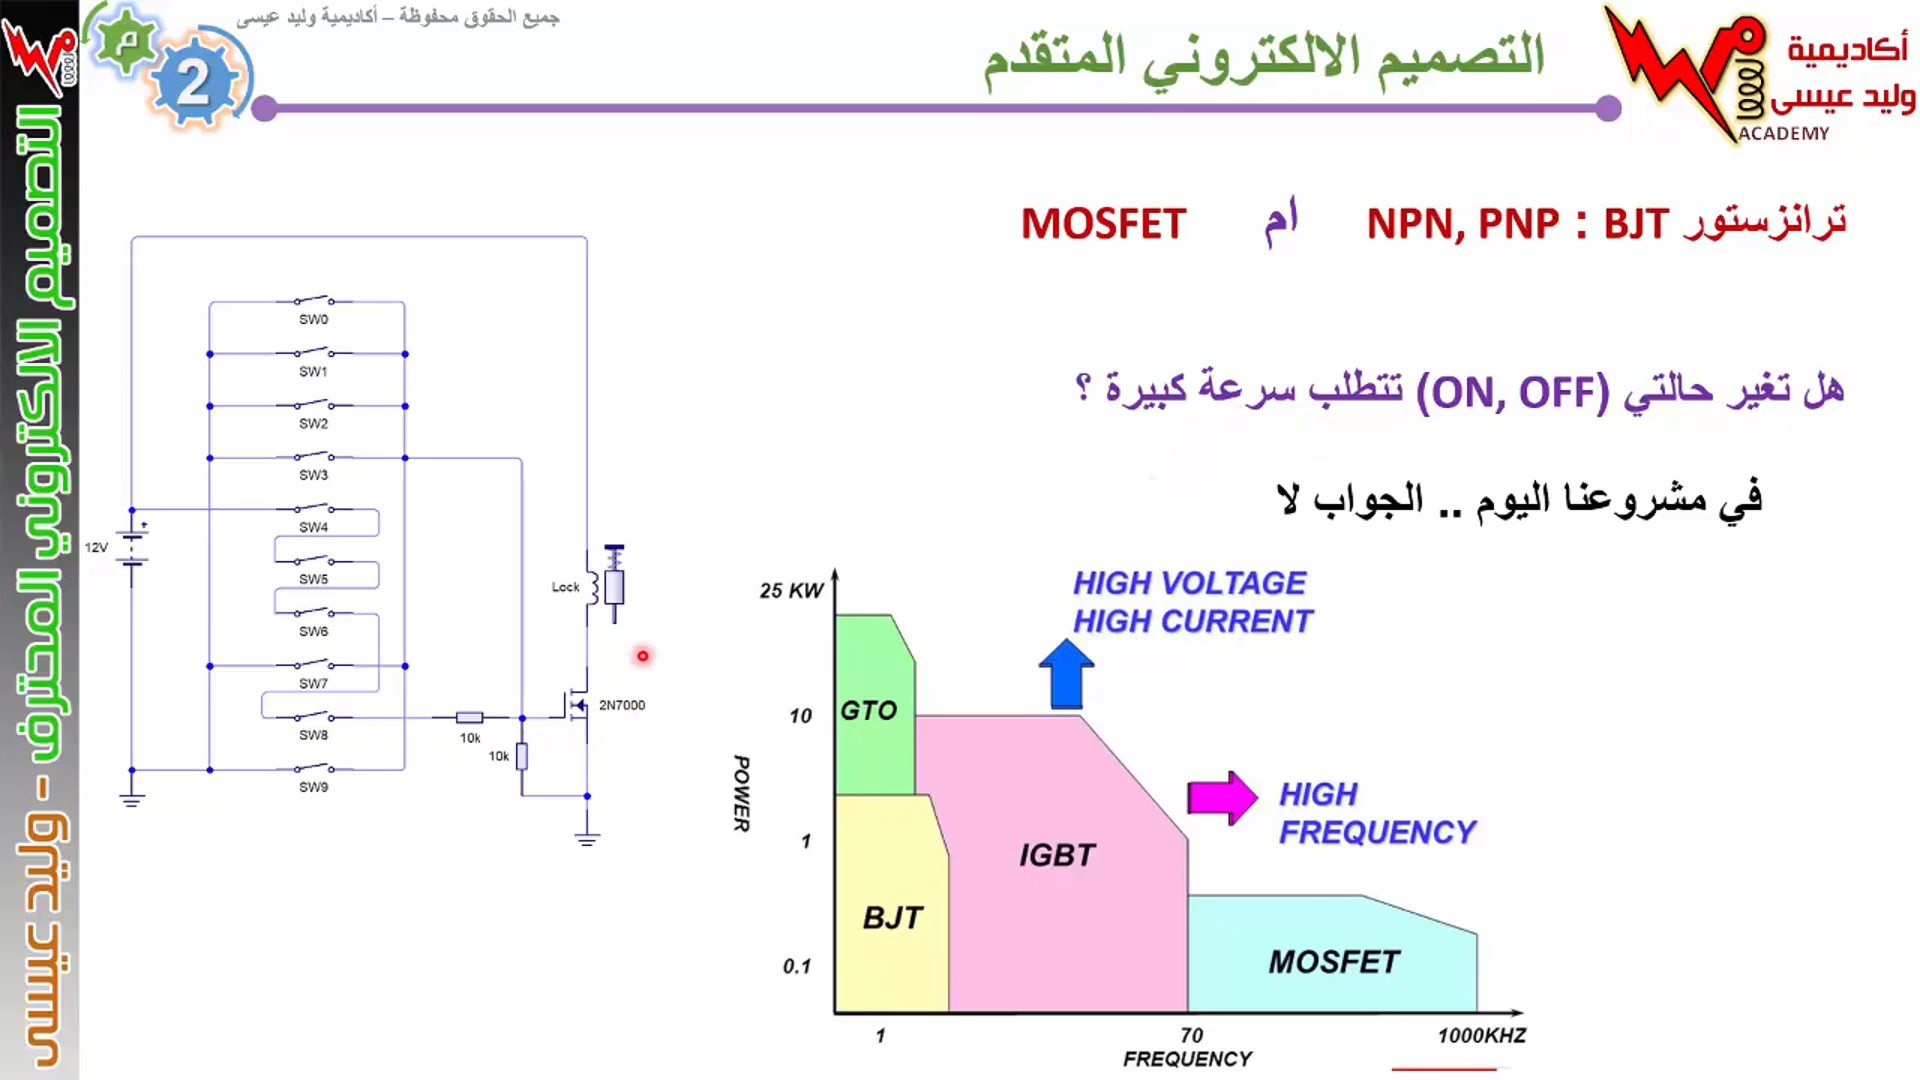 جميع الحقوق محفوظة – أكاديمية وليد عيسى
م
2
التصميم الالكتروني المتقدم
أكاديمية
وليد عيسى
ACADEMY
التصميم الالكتروني المحترف - وليد عيسى
ترانزستور NPN, PNP : BJT ام MOSFET
هل تغير حالتي (ON, OFF) تتطلب سرعة كبيرة ؟
في مشروعنا اليوم .. الجواب لا
SW0
SW1
SW2
SW3
SW4
SW5
SW6
SW7
SW8
SW9
12V
+
Lock
2N7000
10k
10k
25 KW
10
1
0.1
POWER
HIGH VOLTAGE
HIGH CURRENT
HIGH
FREQUENCY
GTO
BJT
IGBT
MOSFET
1
70
1000KHZ
FREQUENCY